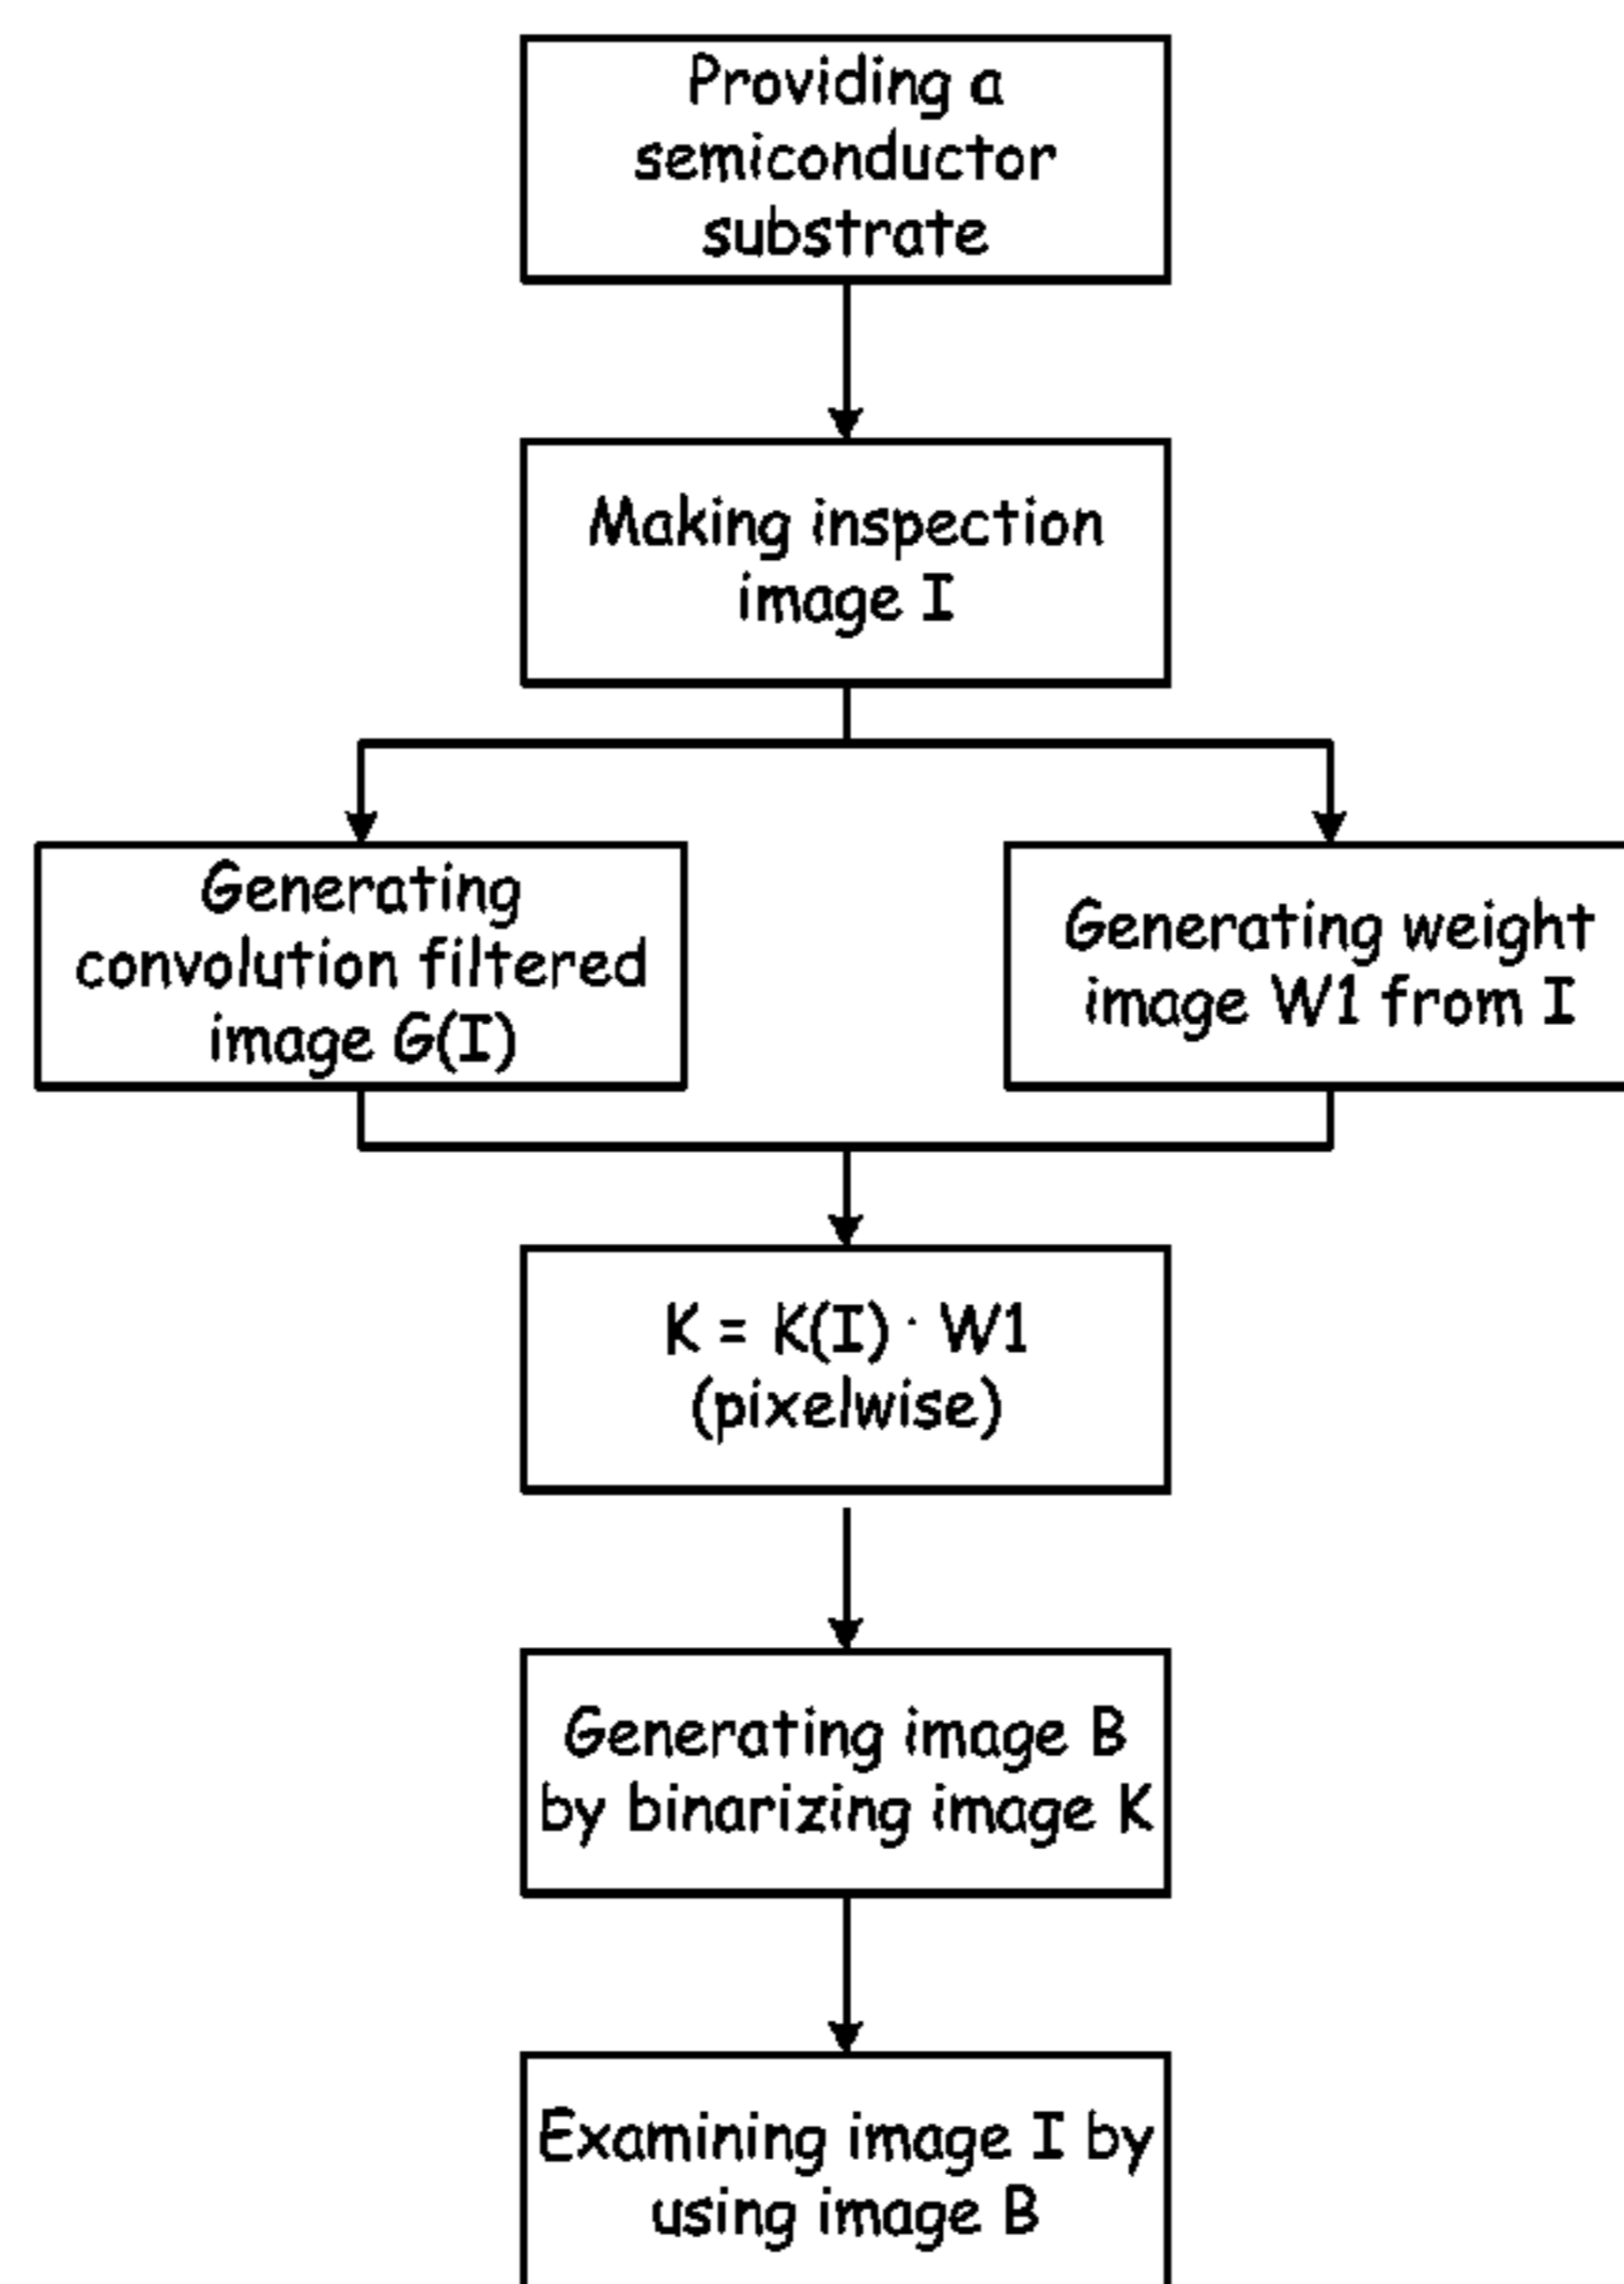 Providing a
semiconductor
substrate
Making inspection
image I
Generating
convolution filtered
image G(I)
Generating weight
image W1 from I
K = K(I) · W1
(pixelwise)
Generating image B
by binarizing image K
Examining image I by
using image B